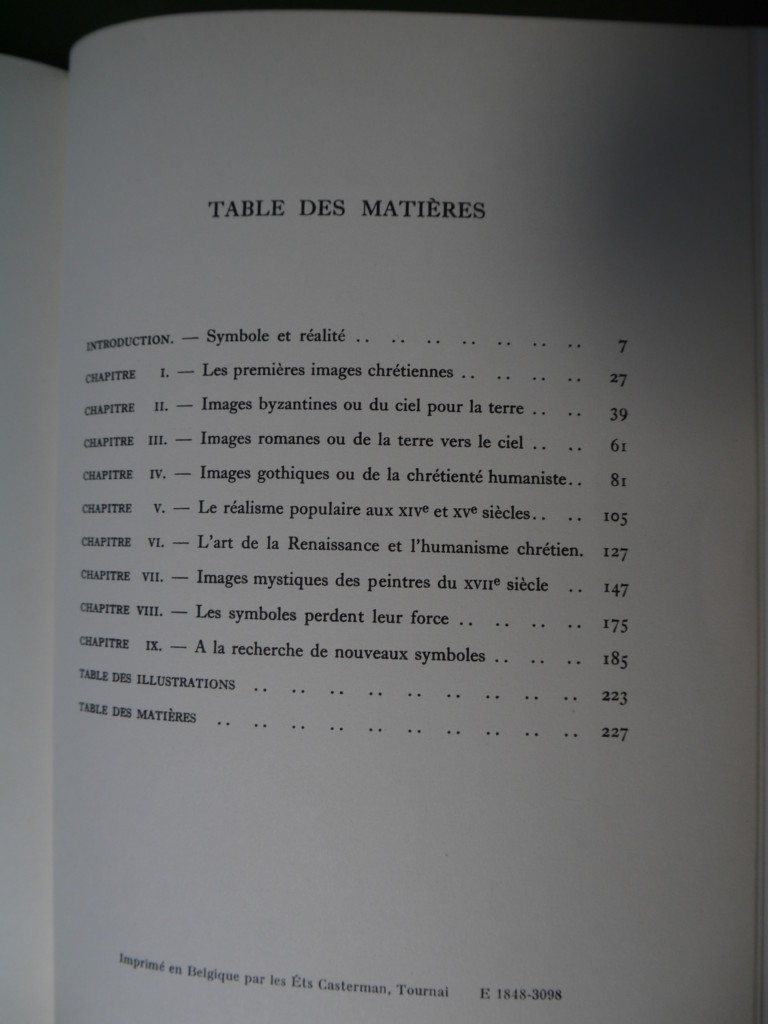 TABLE DES MATIÈRES
INTRODUCTION. — Symbole et réalité .. .. .. .. .. .. .. 7
CHAPITRE I. — Les premières images chrétiennes .. .. .. .. 27
CHAPITRE II. — Images byzantines ou du ciel pour la terre .. .. 39
CHAPITRE III. — Images romanes ou de la terre vers le ciel .. .. 61
CHAPITRE IV. — Images gothiques ou de la chrétienté humaniste.. 81
CHAPITRE V. — Le réalisme populaire aux XIVe et XVe siècles.. .. 105
CHAPITRE VI. — L'art de la Renaissance et l'humanisme chrétien. 127
CHAPITRE VII. — Images mystiques des peintres du XVIIe siècle .. 147
CHAPITRE VIII. — Les symboles perdent leur force .. .. .. .. 175
CHAPITRE IX. — A la recherche de nouveaux symboles .. .. .. 185
TABLE DES ILLUSTRATIONS .. .. .. .. .. .. .. .. .. 223
TABLE DES MATIÈRES .. .. .. .. .. .. .. .. .. .. 227
Imprimé en Belgique par les Éts Casterman, Tournai E 1848-3098